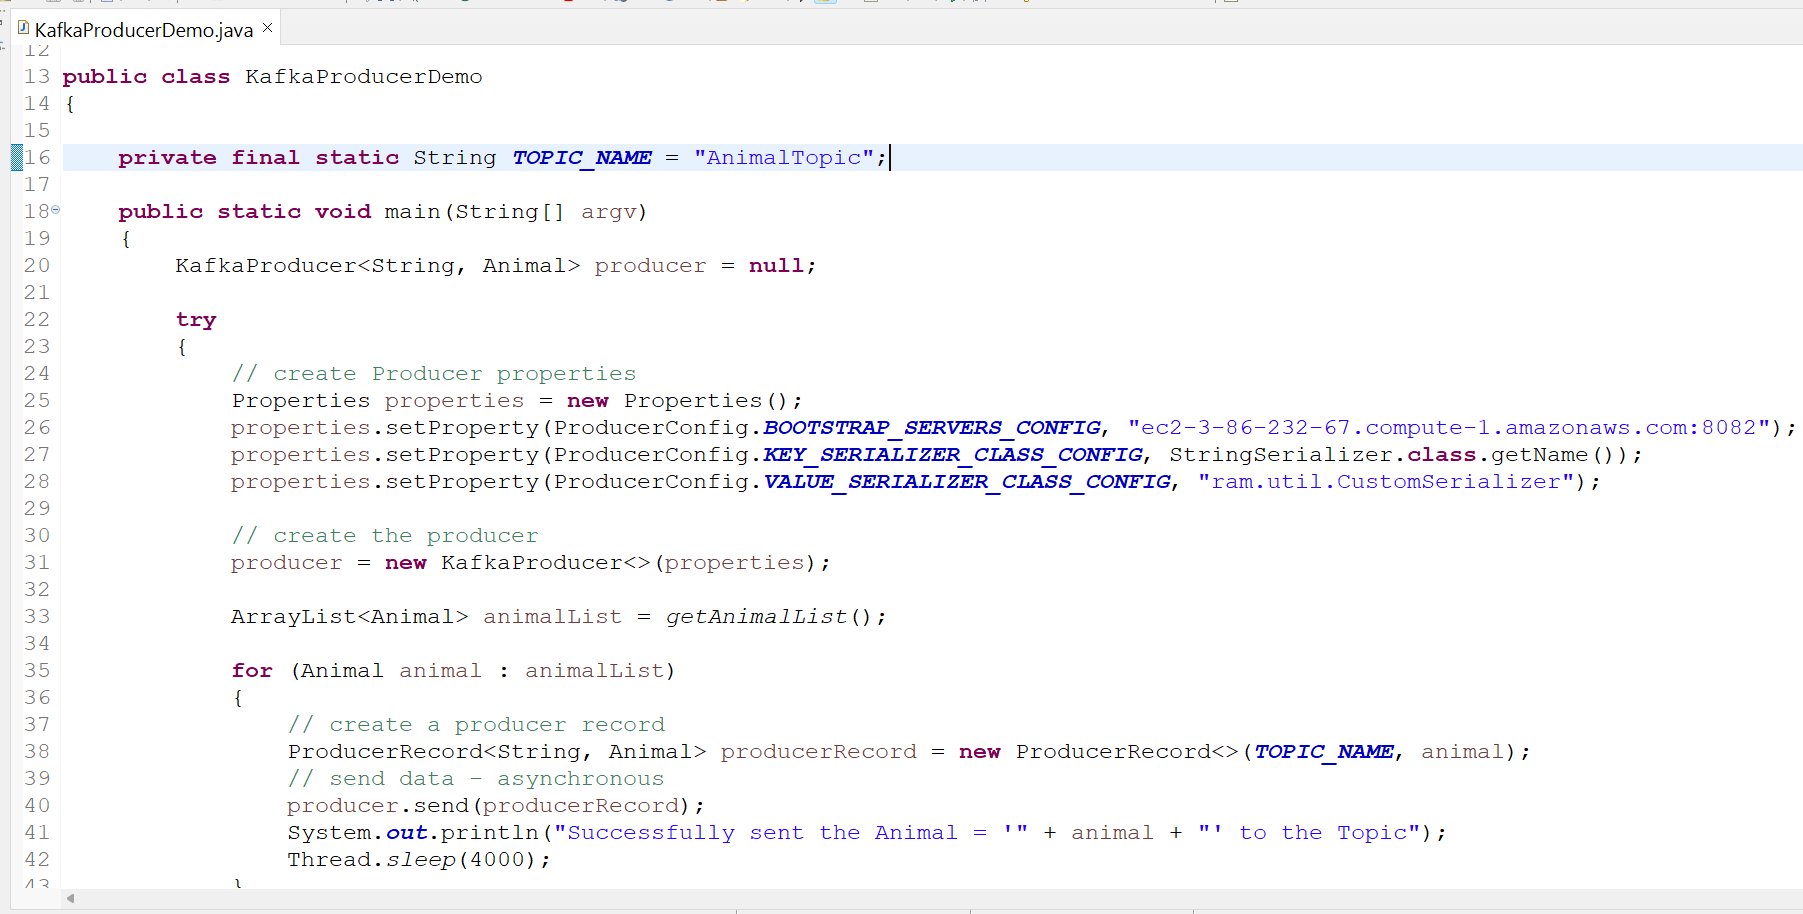 KafkaProducerDemo.java ×
12
13 public class KafkaProducerDemo
14 {
15
16     private final static String TOPIC_NAME = "AnimalTopic";
17
18     public static void main(String[] argv)
19     {
20         KafkaProducer<String, Animal> producer = null;
21
22         try
23         {
24             // create Producer properties
25             Properties properties = new Properties();
26             properties.setProperty(ProducerConfig.BOOTSTRAP_SERVERS_CONFIG, "ec2-3-86-232-67.compute-1.amazonaws.com:8082");
27             properties.setProperty(ProducerConfig.KEY_SERIALIZER_CLASS_CONFIG, StringSerializer.class.getName());
28             properties.setProperty(ProducerConfig.VALUE_SERIALIZER_CLASS_CONFIG, "ram.util.CustomSerializer");
29
30             // create the producer
31             producer = new KafkaProducer<>(properties);
32
33             ArrayList<Animal> animalList = getAnimalList();
34
35             for (Animal animal : animalList)
36             {
37                 // create a producer record
38                 ProducerRecord<String, Animal> producerRecord = new ProducerRecord<>(TOPIC_NAME, animal);
39                 // send data - asynchronous
40                 producer.send(producerRecord);
41                 System.out.println("Successfully sent the Animal = '" + animal + "' to the Topic");
42                 Thread.sleep(4000);
43             }